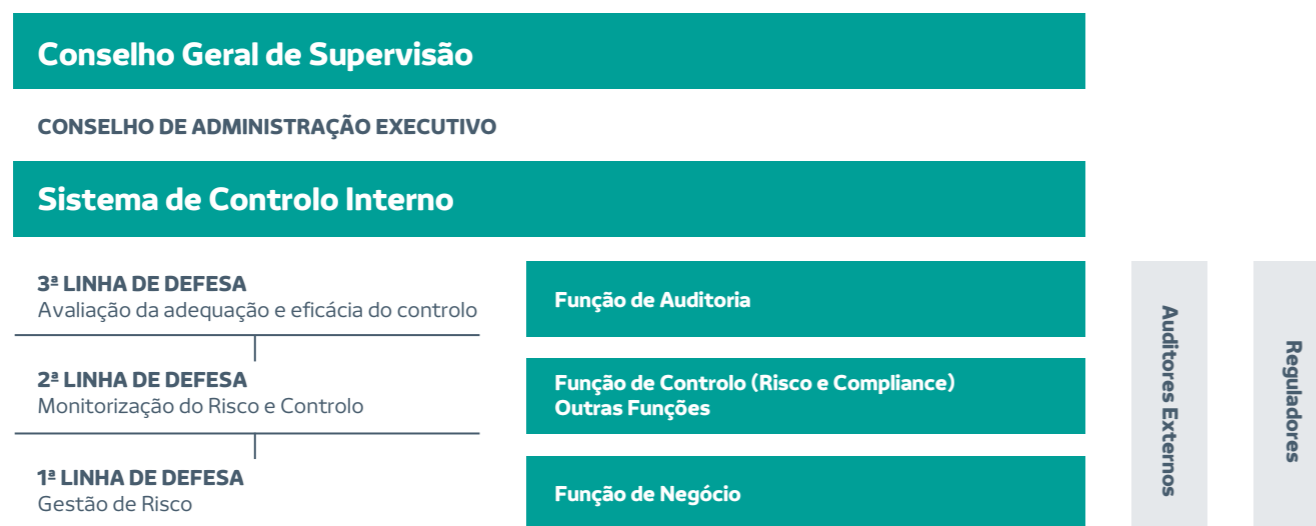 Conselho Geral de Supervisão
CONSELHO DE ADMINISTRAÇÃO EXECUTIVO
Sistema de Controlo Interno
3ª LINHA DE DEFESA
Avaliação da adequação e eficácia do controlo
Função de Auditoria
2ª LINHA DE DEFESA
Monitorização do Risco e Controlo
Função de Controlo (Risco e Compliance)
Outras Funções
1ª LINHA DE DEFESA
Gestão de Risco
Função de Negócio
Auditores Externos
Reguladores